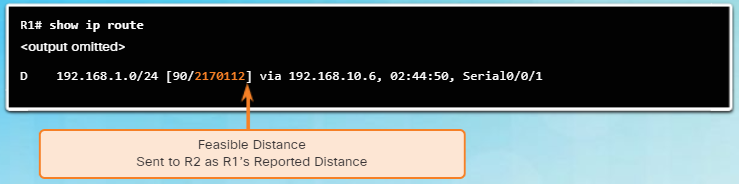 R1# show ip route
<output omitted>
D 192.168.1.0/24 [90/2170112] via 192.168.10.6, 02:44:50, Serial0/0/1
Feasible Distance
Sent to R2 as R1's Reported Distance